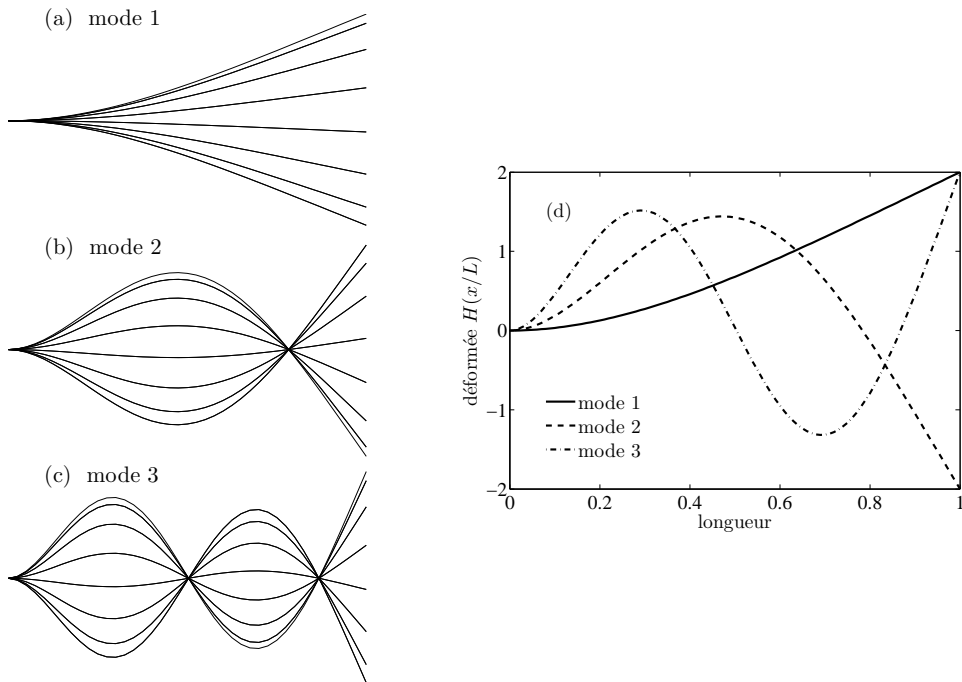 (a) mode 1
(b) mode 2
(c) mode 3
déformée H(x/L)
2
1
0
−1
−2
(d)
mode 1
mode 2
mode 3
0 0.2 0.4 0.6 0.8 1
longueur